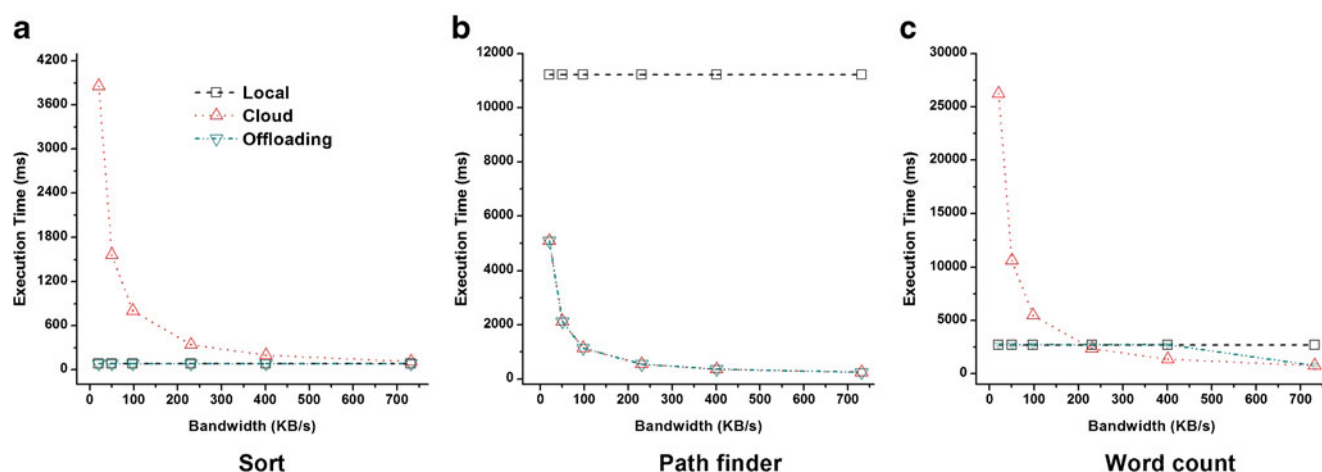 a
4200
3600
3000
2400
1800
1200
600
0
Execution Time (ms)
Local
Cloud
Offloading
0 100 200 300 400 500 600 700
Bandwidth (KB/s)
Sort
b
12000
10000
8000
6000
4000
2000
0
Execution Time (ms)
0 100 200 300 400 500 600 700
Bandwidth (KB/s)
Path finder
c
30000
25000
20000
15000
10000
5000
0
Execution Time (ms)
0 100 200 300 400 500 600 700
Bandwidth (KB/s)
Word count